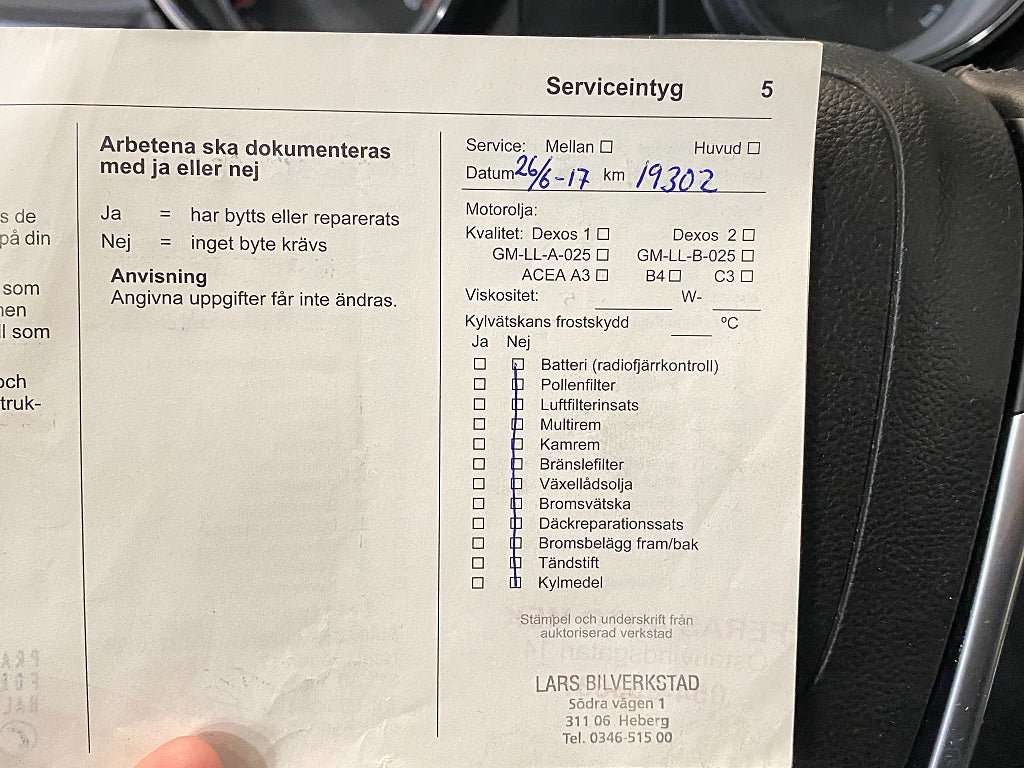 Serviceintyg 5
s de
på din
som
l som
och
truk-
Arbetena ska dokumenteras
med ja eller nej
Ja = har bytts eller reparerats
Nej = inget byte krävs
Anvisning
Angivna uppgifter får inte ändras.
Service: Mellan ☐ Huvud ☐
Datum 26/6-17 km 19302
Motorolja:
Kvalitet: Dexos 1 ☐ Dexos 2 ☐
GM-LL-A-025 ☐ GM-LL-B-025 ☐
ACEA A3 ☐ B4 ☐ C3 ☐
Viskositet: W-
Kylvätskans frostskydd ºC
Ja Nej
Batteri (radiofjärrkontroll)
Pollenfilter
Luftfilterinsats
Multirem
Kamrem
Bränslefilter
Växellådsolja
Bromsvätska
Däckreparationssats
Bromsbelägg fram/bak
Tändstift
Kylmedel
Stämpel och underskrift från
auktoriserad verkstad
LARS BILVERKSTAD
Södra vägen 1
311 06 Heberg
Tel. 0346-515 00